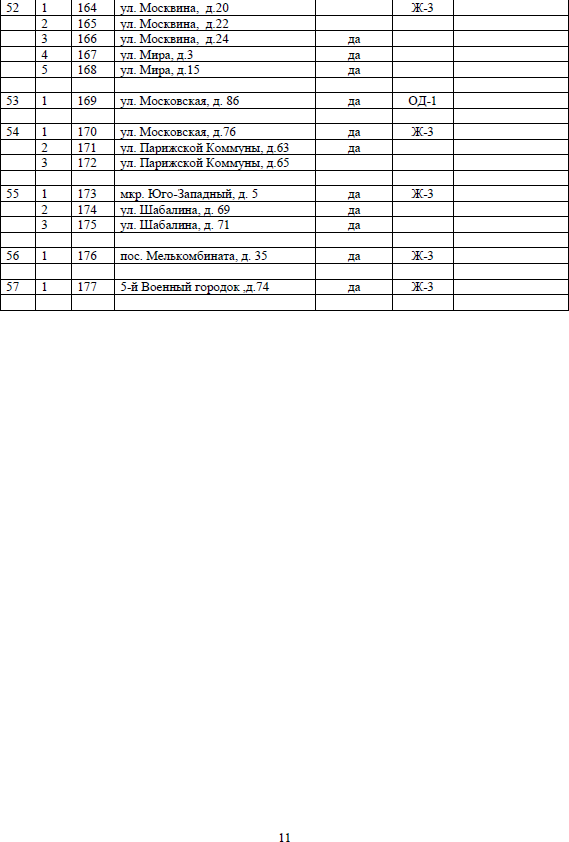 52 1 164 ул. Москвина, д.20 Ж-3
2 165 ул. Москвина, д.22
3 166 ул. Москвина, д.24 да
4 167 ул. Мира, д.3 да
5 168 ул. Мира, д.15 да
53 1 169 ул. Московская, д. 86 да ОД-1
54 1 170 ул. Московская, д.76 да Ж-3
2 171 ул. Парижской Коммуны, д.63 да
3 172 ул. Парижской Коммуны, д.65
55 1 173 мкр. Юго-Западный, д. 5 да Ж-3
2 174 ул. Шабалина, д. 69 да
3 175 ул. Шабалина, д. 71 да
56 1 176 пос. Мелькомбината, д. 35 да Ж-3
57 1 177 5-й Военный городок ,д.74 да Ж-3
11